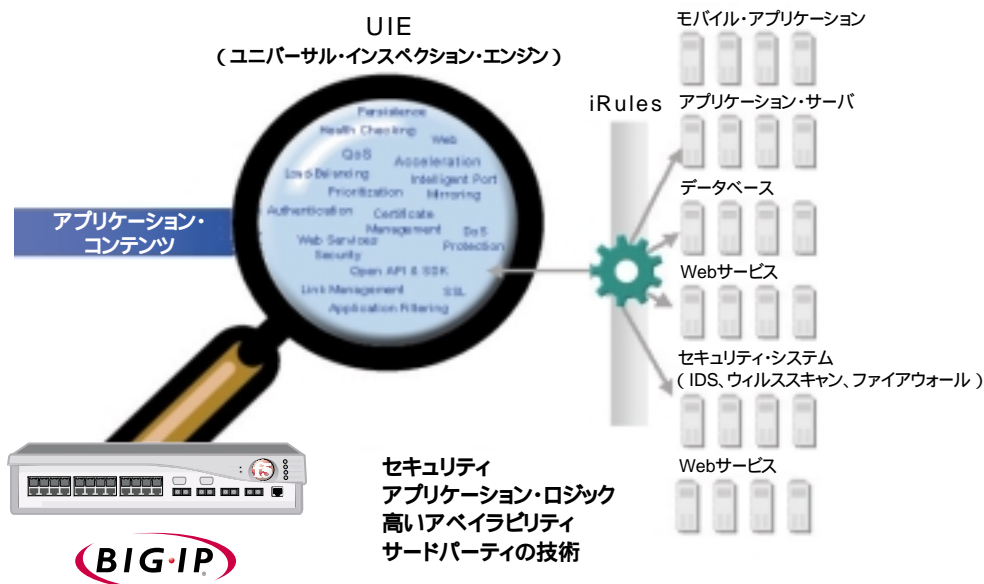 UIE
(ユニバーサル・インスペクション・エンジン)
Persistence
Health Checking
Web
QoS
Acceleration
Load Balancing
Intelligent Port
Mirroring
Prioritization
Authentication
Certificate
Management
DoS
Protection
Web Services
Security
Open API & SDK
Link Management
SSL
Application Filtering
アプリケーション・
コンテンツ
iRules
モバイル・アプリケーション
アプリケーション・サーバ
データベース
Webサービス
セキュリティ・システム
(IDS、ウィルススキャン、ファイアウォール)
Webサービス
セキュリティ
アプリケーション・ロジック
高いアベイラビリティ
サードパーティの技術
BIG·IP